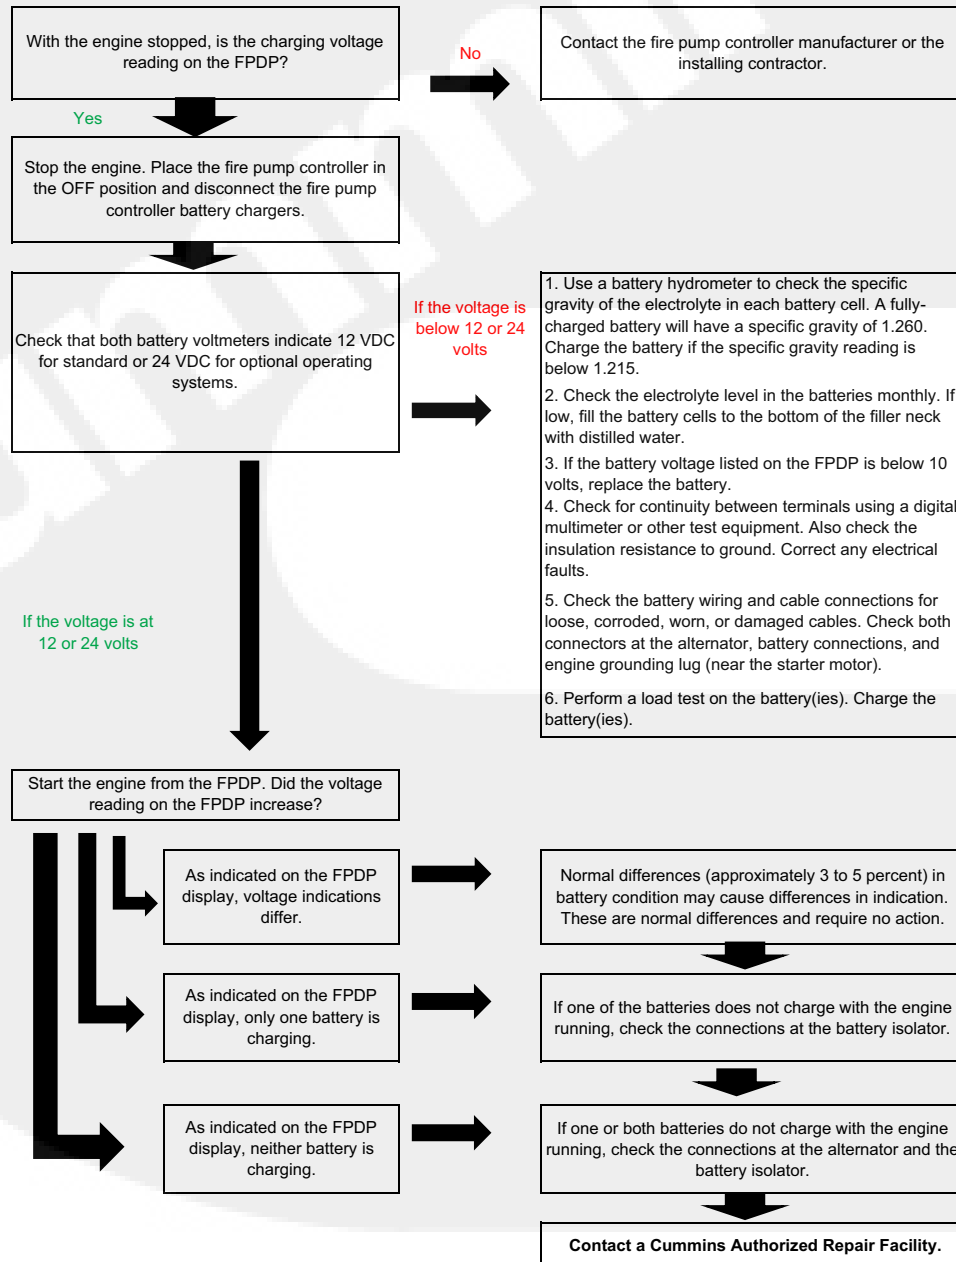 With the engine stopped, is the charging voltage
reading on the FPDP?
No
Contact the fire pump controller manufacturer or the
installing contractor.
Yes
Stop the engine. Place the fire pump controller in
the OFF position and disconnect the fire pump
controller battery chargers.
Check that both battery voltmeters indicate 12 VDC
for standard or 24 VDC for optional operating
systems.
If the voltage is
below 12 or 24
volts
1. Use a battery hydrometer to check the specific
gravity of the electrolyte in each battery cell. A fully-
charged battery will have a specific gravity of 1.260.
Charge the battery if the specific gravity reading is
below 1.215.
2. Check the electrolyte level in the batteries monthly. If
low, fill the battery cells to the bottom of the filler neck
with distilled water.
3. If the battery voltage listed on the FPDP is below 10
volts, replace the battery.
4. Check for continuity between terminals using a digital
multimeter or other test equipment. Also check the
insulation resistance to ground. Correct any electrical
faults.
5. Check the battery wiring and cable connections for
loose, corroded, worn, or damaged cables. Check both
connectors at the alternator, battery connections, and
engine grounding lug (near the starter motor).
6. Perform a load test on the battery(ies). Charge the
battery(ies).
If the voltage is at
12 or 24 volts
Start the engine from the FPDP. Did the voltage
reading on the FPDP increase?
As indicated on the FPDP
display, voltage indications
differ.
Normal differences (approximately 3 to 5 percent) in
battery condition may cause differences in indication.
These are normal differences and require no action.
As indicated on the FPDP
display, only one battery is
charging.
If one of the batteries does not charge with the engine
running, check the connections at the battery isolator.
As indicated on the FPDP
display, neither battery is
charging.
If one or both batteries do not charge with the engine
running, check the connections at the alternator and the
battery isolator.
Contact a Cummins Authorized Repair Facility.